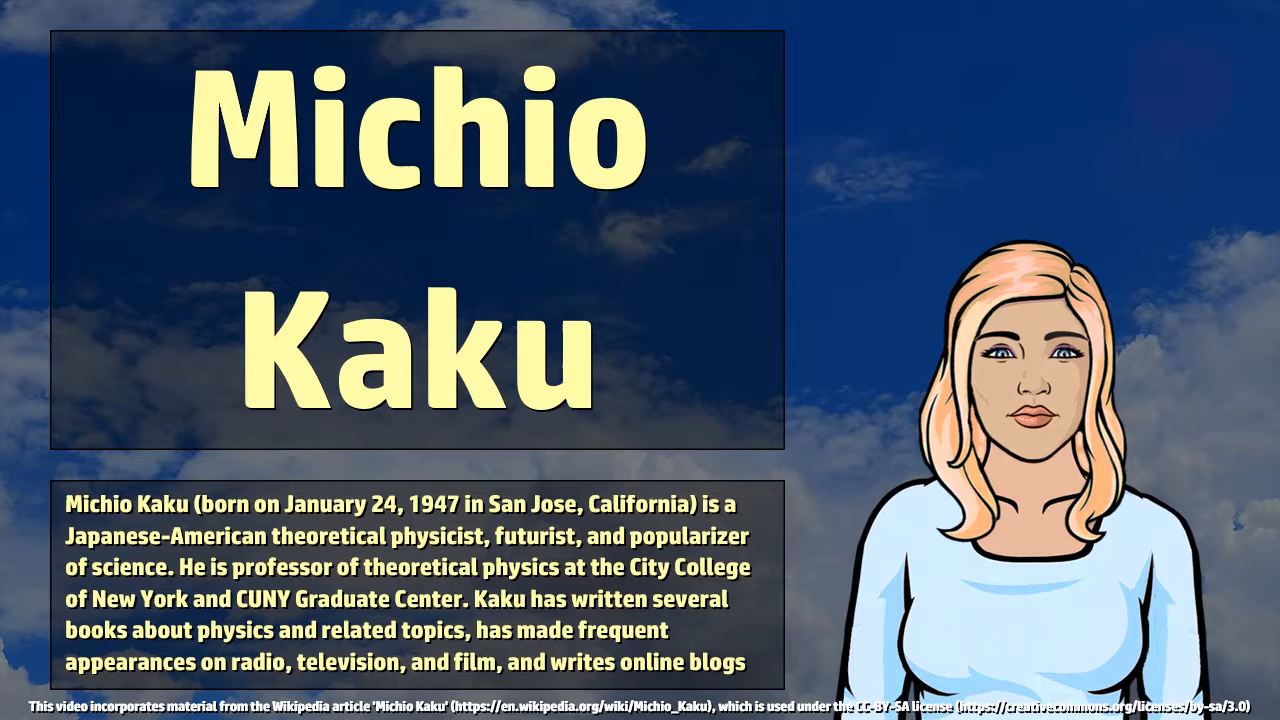 Michio
Kaku
Michio Kaku (born on January 24, 1947 in San Jose, California) is a
Japanese-American theoretical physicist, futurist, and popularizer
of science. He is professor of theoretical physics at the City College
of New York and CUNY Graduate Center. Kaku has written several
books about physics and related topics, has made frequent
appearances on radio, television, and film, and writes online blogs
This video incorporates material from the Wikipedia article 'Michio Kaku' (https://en.wikipedia.org/wiki/Michio_Kaku), which is used under the CC-BY-SA license (https://creativecommons.org/licenses/by-sa/3.0)